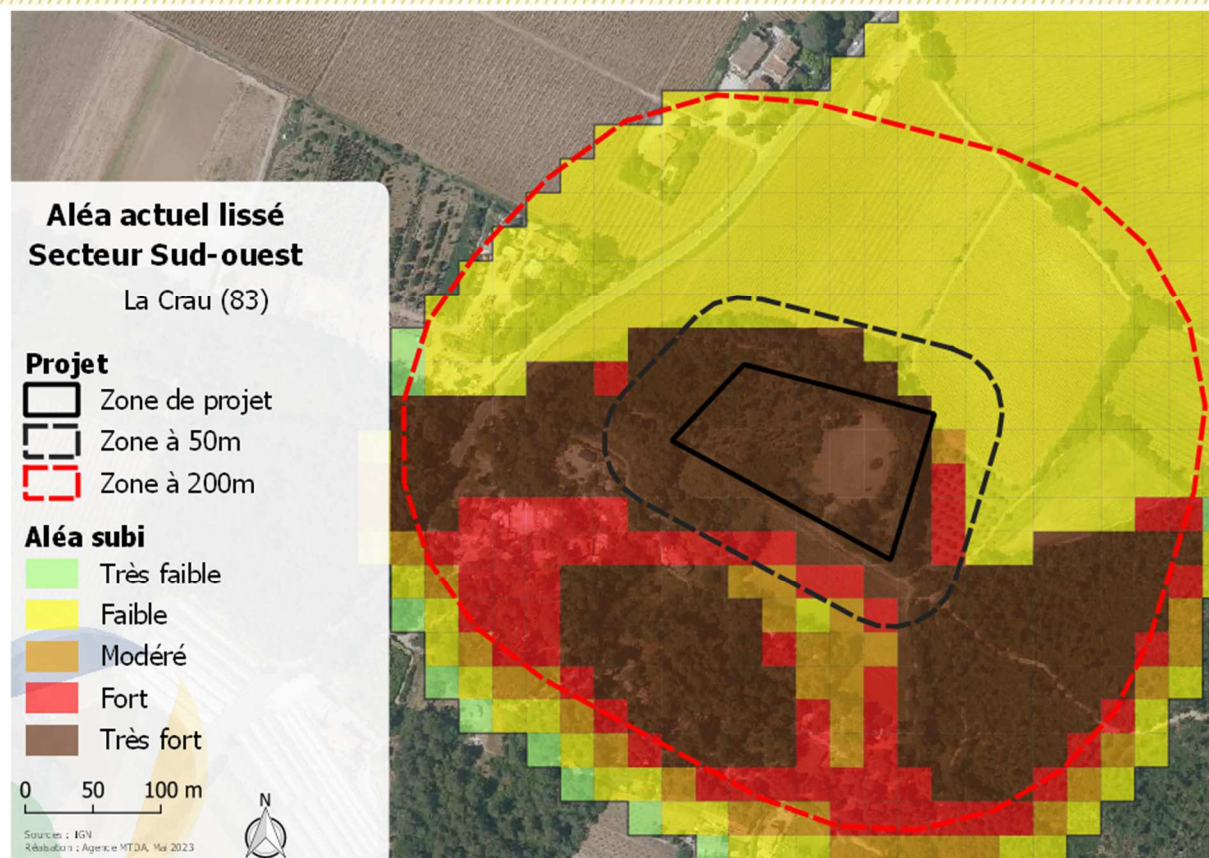 Aléa actuel lissé
Secteur Sud-ouest
La Crau (83)
Projet
Zone de projet
Zone à 50m
Zone à 200m
Aléa subi
Très faible
Faible
Modéré
Fort
Très fort
0 50 100 m
N
Sources : IGN
Réalisation : Agence MTDA, Mai 2023